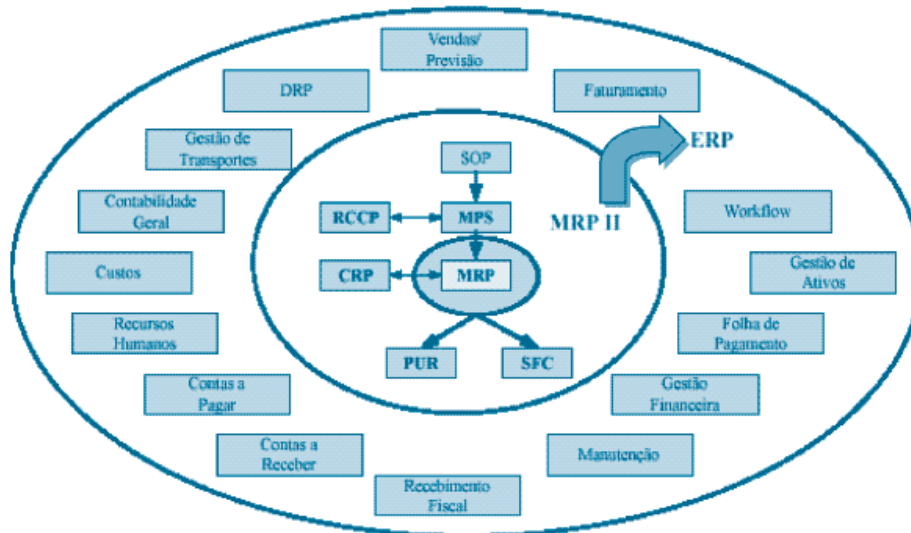 Vendas/
Previsão
DRP
Faturamento
Gestão de
Transportes
SOP
ERP
Contabilidade
Geral
RCCP
MPS
MRP II
Workflow
Custos
CRP
MRP
Gestão de
Ativos
Recursos
Humanos
Folha de
Pagamento
PUR
SFC
Contas a
Pagar
Gestão
Financeira
Contas a
Receber
Manutenção
Recebimento
Fiscal